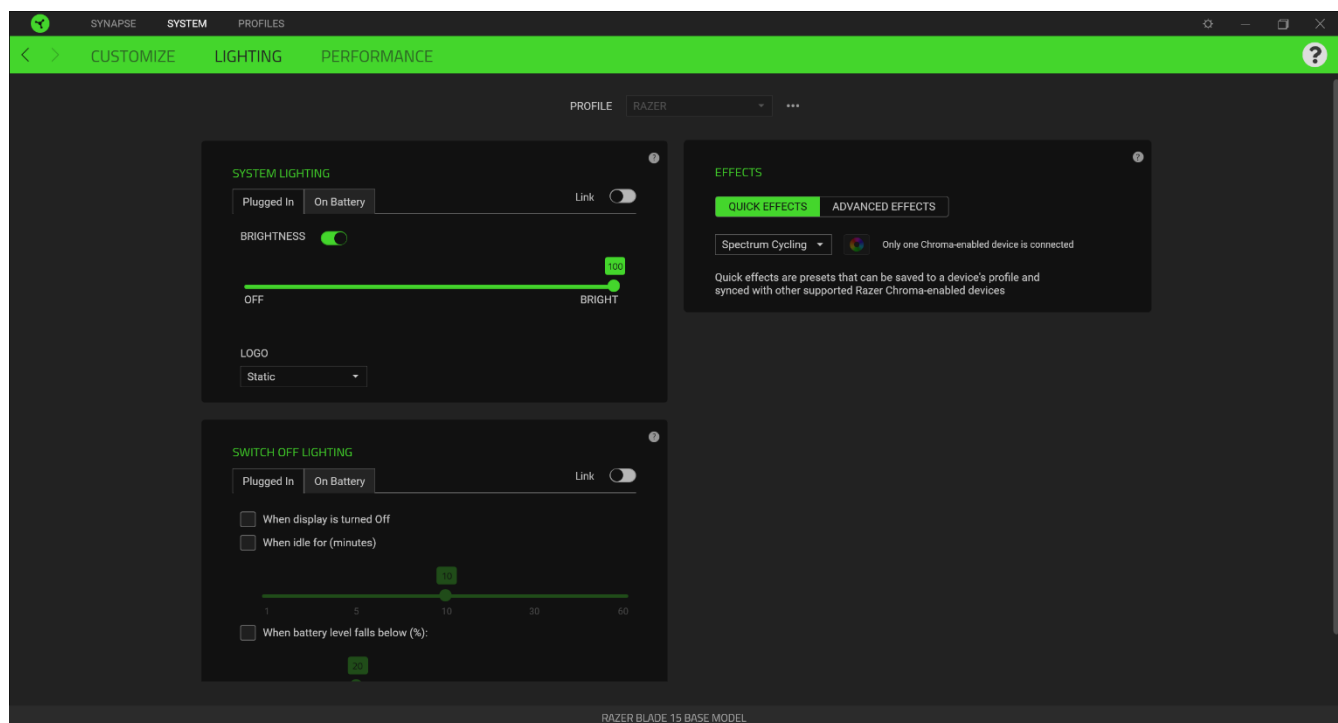 SYNAPSE SYSTEM PROFILES
CUSTOMIZE LIGHTING PERFORMANCE
?
PROFILE RAZER
SYSTEM LIGHTING
?
Plugged In On Battery
Link
BRIGHTNESS
100
OFF BRIGHT
LOGO
Static
SWITCH OFF LIGHTING
?
Plugged In On Battery
Link
When display is turned Off
When idle for (minutes)
10
1 5 10 30 60
When battery level falls below (%):
20
EFFECTS
?
QUICK EFFECTS ADVANCED EFFECTS
Spectrum Cycling Only one Chroma-enabled device is connected
Quick effects are presets that can be saved to a device's profile and
synced with other supported Razer Chroma-enabled devices
RAZER BLADE 15 BASE MODEL